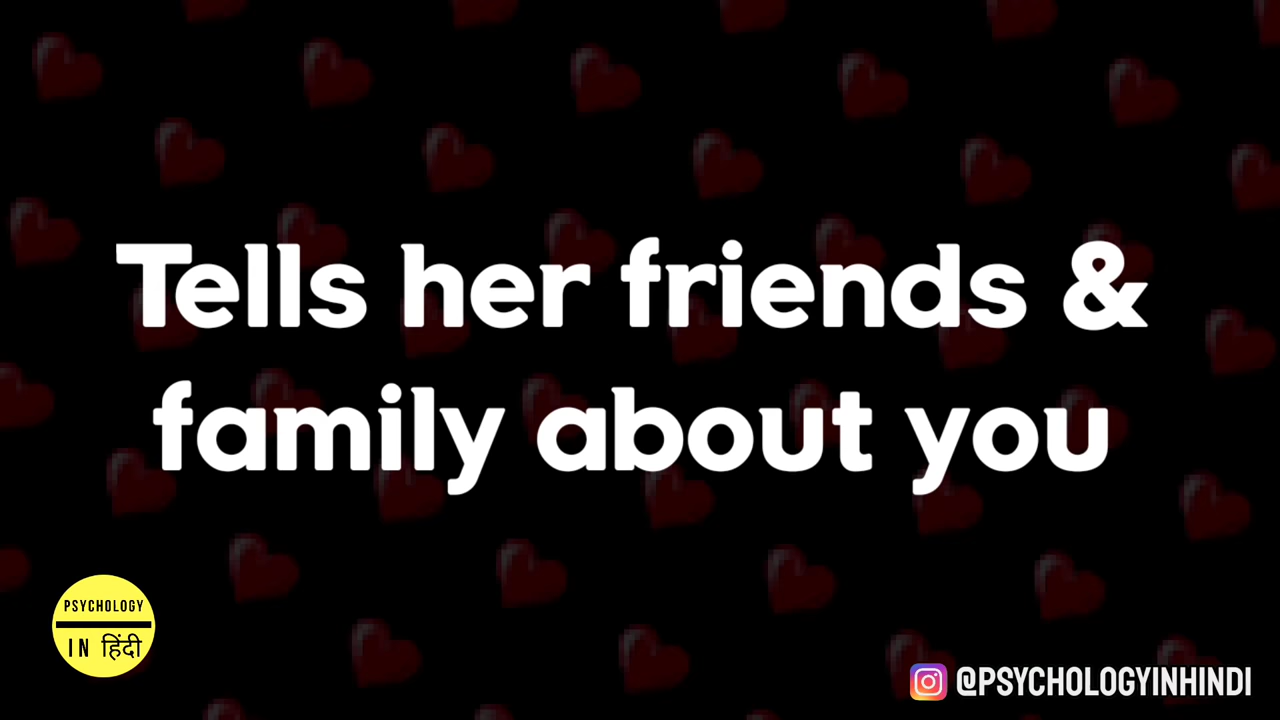 Tells her friends &
family about you
PSYCHOLOGY
IN हिंदी
@PSYCHOLOGYINHINDI